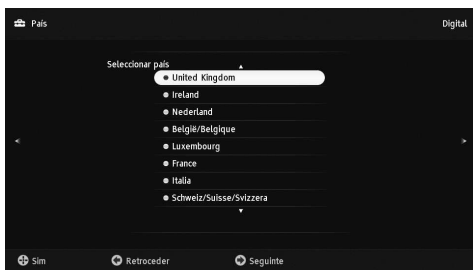 País
Digital
Seleccionar país
United Kingdom
Ireland
Nederland
België/Belgique
Luxembourg
France
Italia
Schweiz/Suisse/Svizzera
Sim Retroceder Seguinte